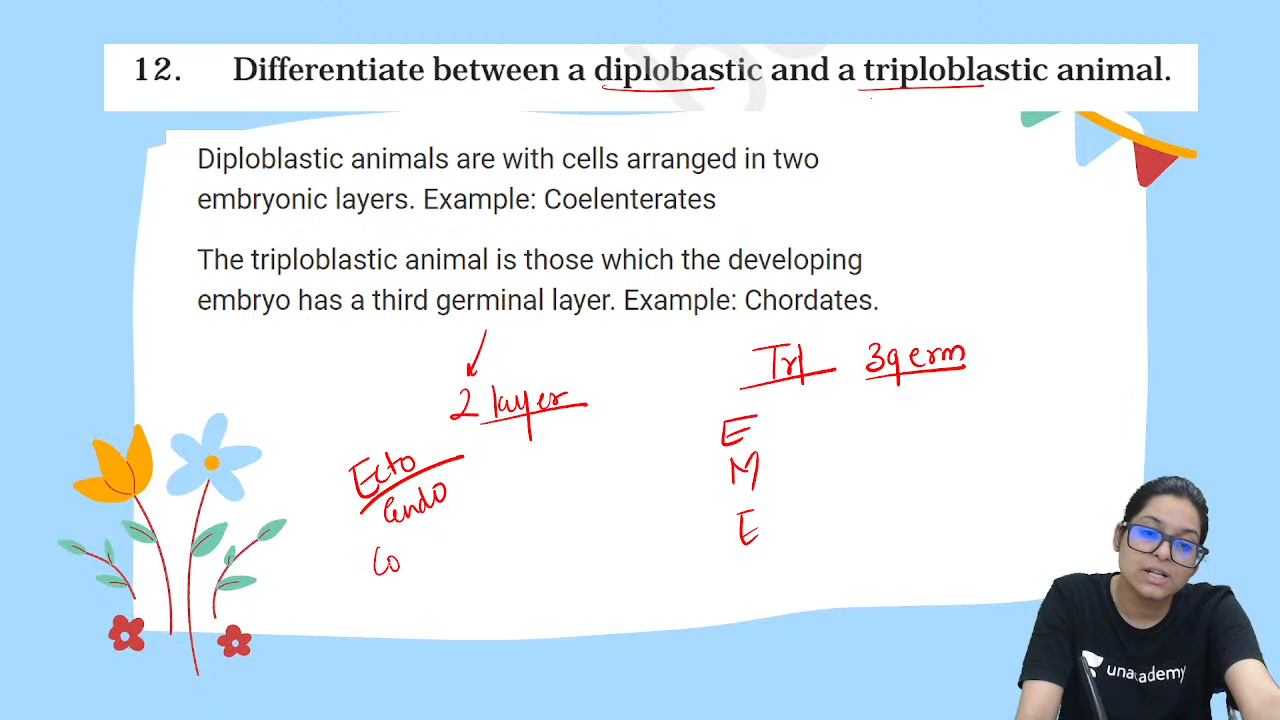 12. Differentiate between a diplobastic and a triploblastic animal.
Diploblastic animals are with cells arranged in two
embryonic layers. Example: Coelenterates
The triploblastic animal is those which the developing
embryo has a third germinal layer. Example: Chordates.
2 layer
Ecto
endo
Co
Tri 3germ
E
M
E
unacademy